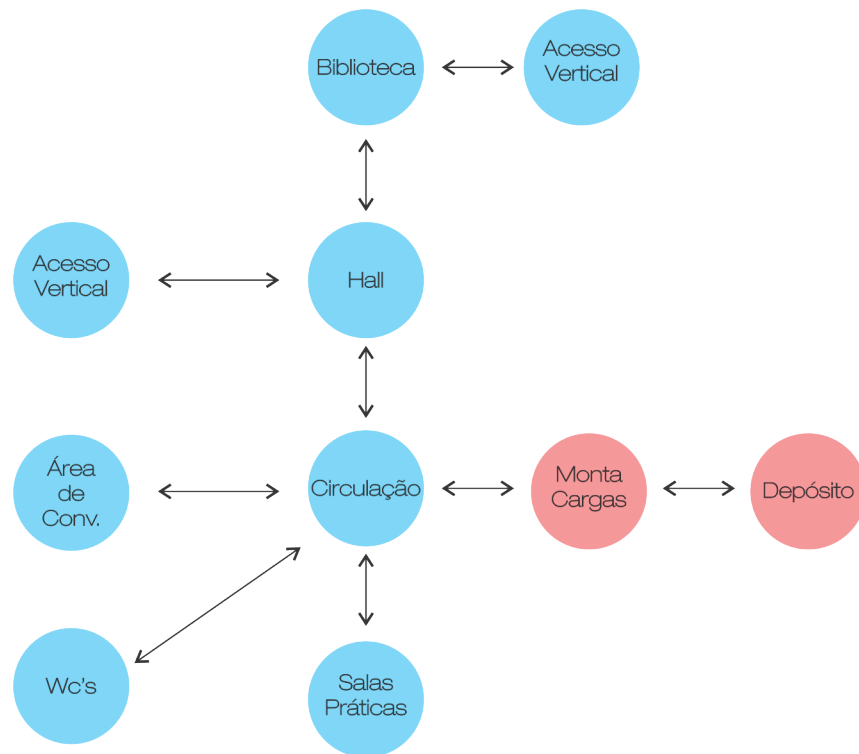 Biblioteca
Acesso
Vertical
Acesso
Vertical
Hall
Área
de
Conv.
Circulação
Monta
Cargas
Depósito
Wc's
Salas
Práticas